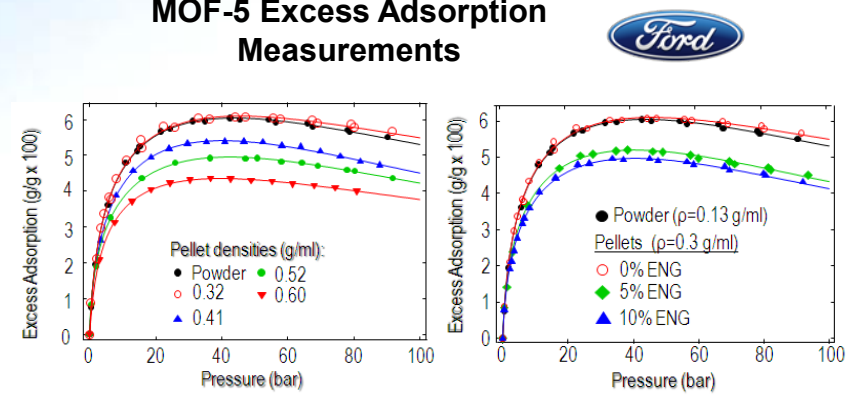 MOF-5 Excess Adsorption
Measurements
Ford
Excess Adsorption (g/g x 100)
6
5
4
3
2
1
0
Pellet densities (g/ml):
Powder 0.52
0.32 0.60
0.41
0 20 40 60 80 100
Pressure (bar)
Excess Adsorption (g/g x 100)
6
5
4
3
2
1
0
Powder (ρ=0.13 g/ml)
Pellets (ρ=0.3 g/ml)
0% ENG
5% ENG
10% ENG
0 20 40 60 80 100
Pressure (bar)